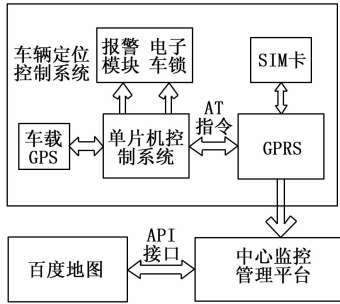 车辆定位
控制系统
报警
模块
电子
车锁
SIM卡
车载
GPS
单片机控
制系统
AT
指令
GPRS
百度地图
API
接口
中心监控
管理平台